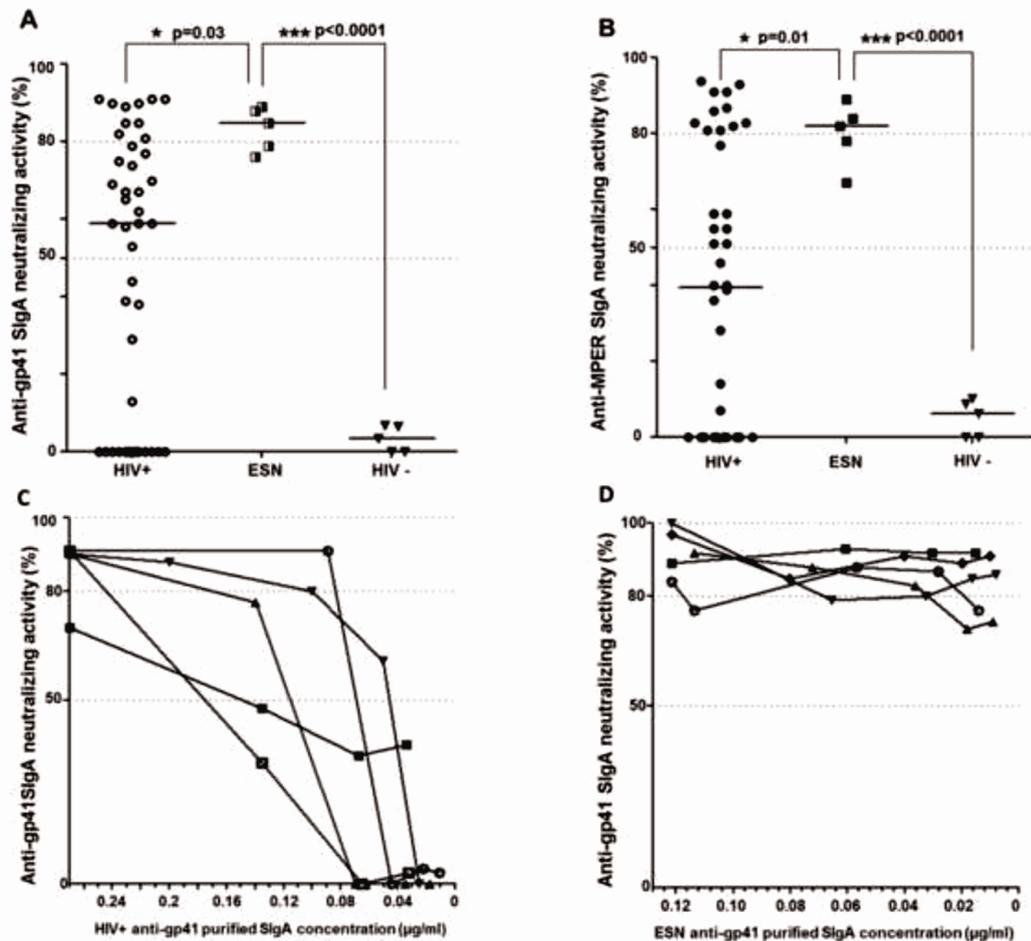 A
★ p=0.03
★★★ p<0.0001
Anti-gp41 SIgA neutralizing activity (%)
100
80
50
0
HIV+
ESN
HIV -
B
★ p=0.01
★★★ p<0.0001
Anti-MPER SIgA neutralizing activity (%)
100
80
50
0
HIV+
ESN
HIV -
C
Anti-gp41SIgA neutralizing activity (%)
100
80
50
0
0.24
0.2
0.16
0.12
0.08
0.04
0
HIV+ anti-gp41 purified SIgA concentration (µg/ml)
D
Anti-gp41 SIgA neutralizing activity (%)
100
80
50
0
0.12
0.10
0.08
0.06
0.04
0.02
0
ESN anti-gp41 purified SIgA concentration (µg/ml)